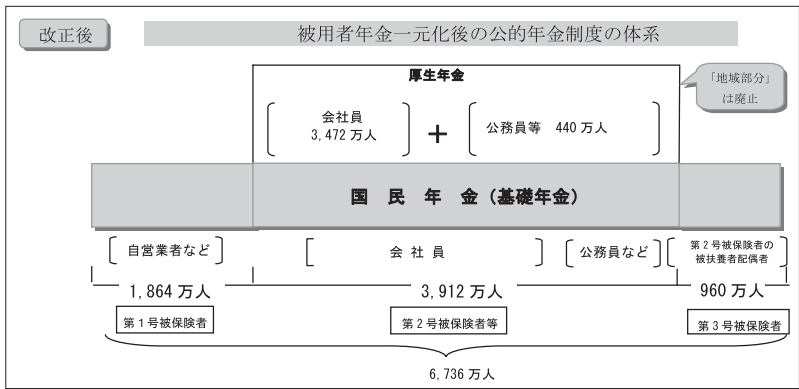 改正後
被用者年金一元化後の公的年金制度の体系
厚生年金
「地域部分」
は廃止
会社員
3,472万人
＋
公務員等 440万人
国民年金（基礎年金）
自営業者など
会社員
公務員など
第2号被保険者の
被扶養者配偶者
1,864万人
3,912万人
960万人
第1号被保険者
第2号被保険者等
第3号被保険者
6,736万人